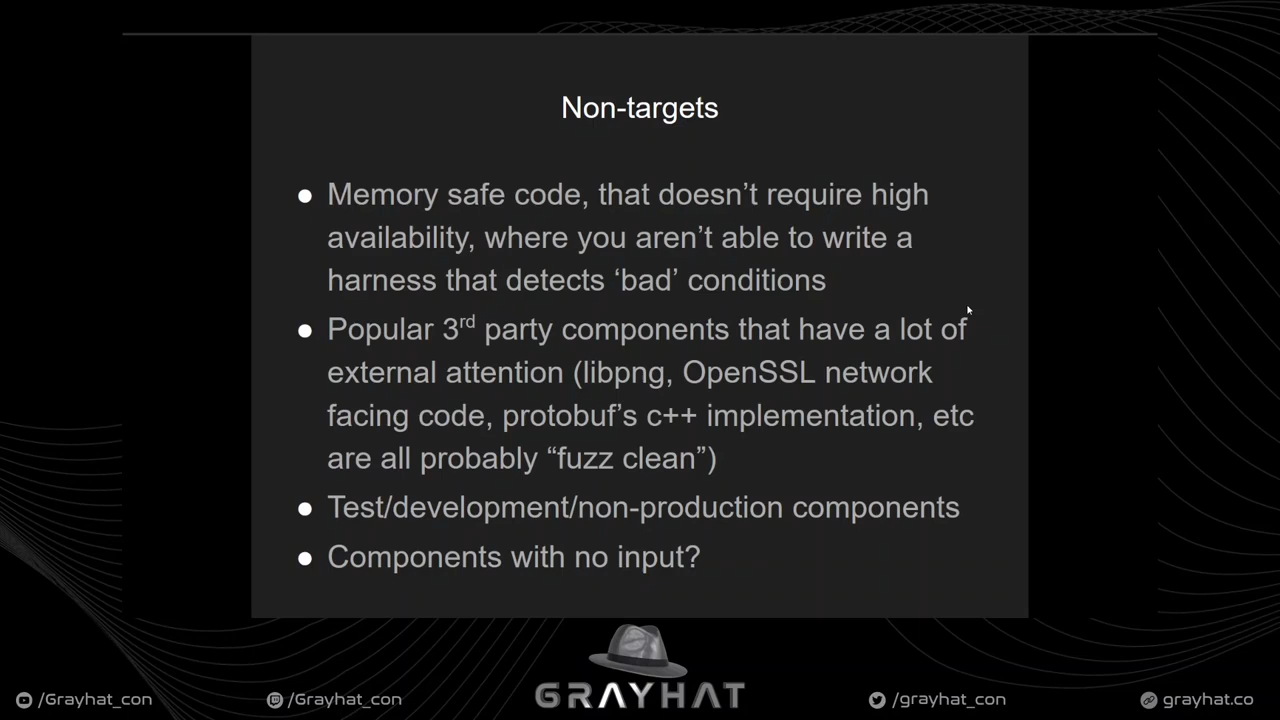 Non-targets
● Memory safe code, that doesn’t require high
availability, where you aren’t able to write a
harness that detects ‘bad’ conditions
● Popular 3rd party components that have a lot of
external attention (libpng, OpenSSL network
facing code, protobuf’s c++ implementation, etc
are all probably “fuzz clean”)
● Test/development/non-production components
● Components with no input?
GRAYHAT
/Grayhat_con /Grayhat_con /grayhat_con grayhat.co